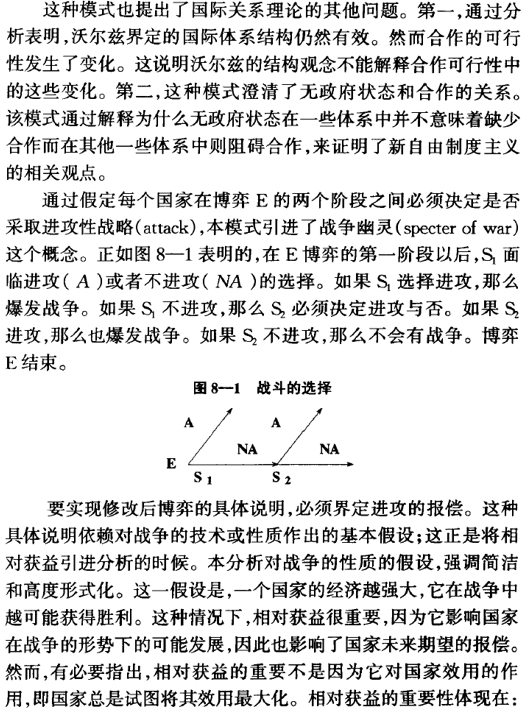 这种模式也提出了国际关系理论的其他问题。第一,通过分
析表明,沃尔兹界定的国际体系结构仍然有效。然而合作的可行
性发生了变化。这说明沃尔兹的结构观念不能解释合作可行性中
的这些变化。第二,这种模式澄清了无政府状态和合作的关系。
该模式通过解释为什么无政府状态在一些体系中并不意味着缺少
合作而在其他一些体系中则阻碍合作,来证明了新自由制度主义
的相关观点。
通过假定每个国家在博弈 E 的两个阶段之间必须决定是否
采取进攻性战略(attack),本模式引进了战争幽灵(specter of war)
这个概念。正如图 8—1 表明的,在 E 博弈的第一阶段以后,S₁ 面
临进攻( A )或者不进攻( NA )的选择。如果 S₁ 选择进攻,那么
爆发战争。如果 S₁ 不进攻,那么 S₂ 必须决定进攻与否。如果 S₂
进攻,那么也爆发战争。如果 S₂ 不进攻,那么不会有战争。博弈
E 结束。
图 8—1 战斗的选择
A A
NA NA
E
S 1 S 2
要实现修改后博弈的具体说明,必须界定进攻的报偿。这种
具体说明依赖对战争的技术或性质作出的基本假设;这正是将相
对获益引进分析的时候。本分析对战争的性质的假设,强调简洁
和高度形式化。这一假设是,一个国家的经济越强大,它在战争中
越可能获得胜利。这种情况下,相对获益很重要,因为它影响国家
在战争的形势下的可能发展,因此也影响了国家未来期望的报偿。
然而,有必要指出,相对获益的重要不是因为它对国家效用的作
用,即国家总是试图将其效用最大化。相对获益的重要性体现在: